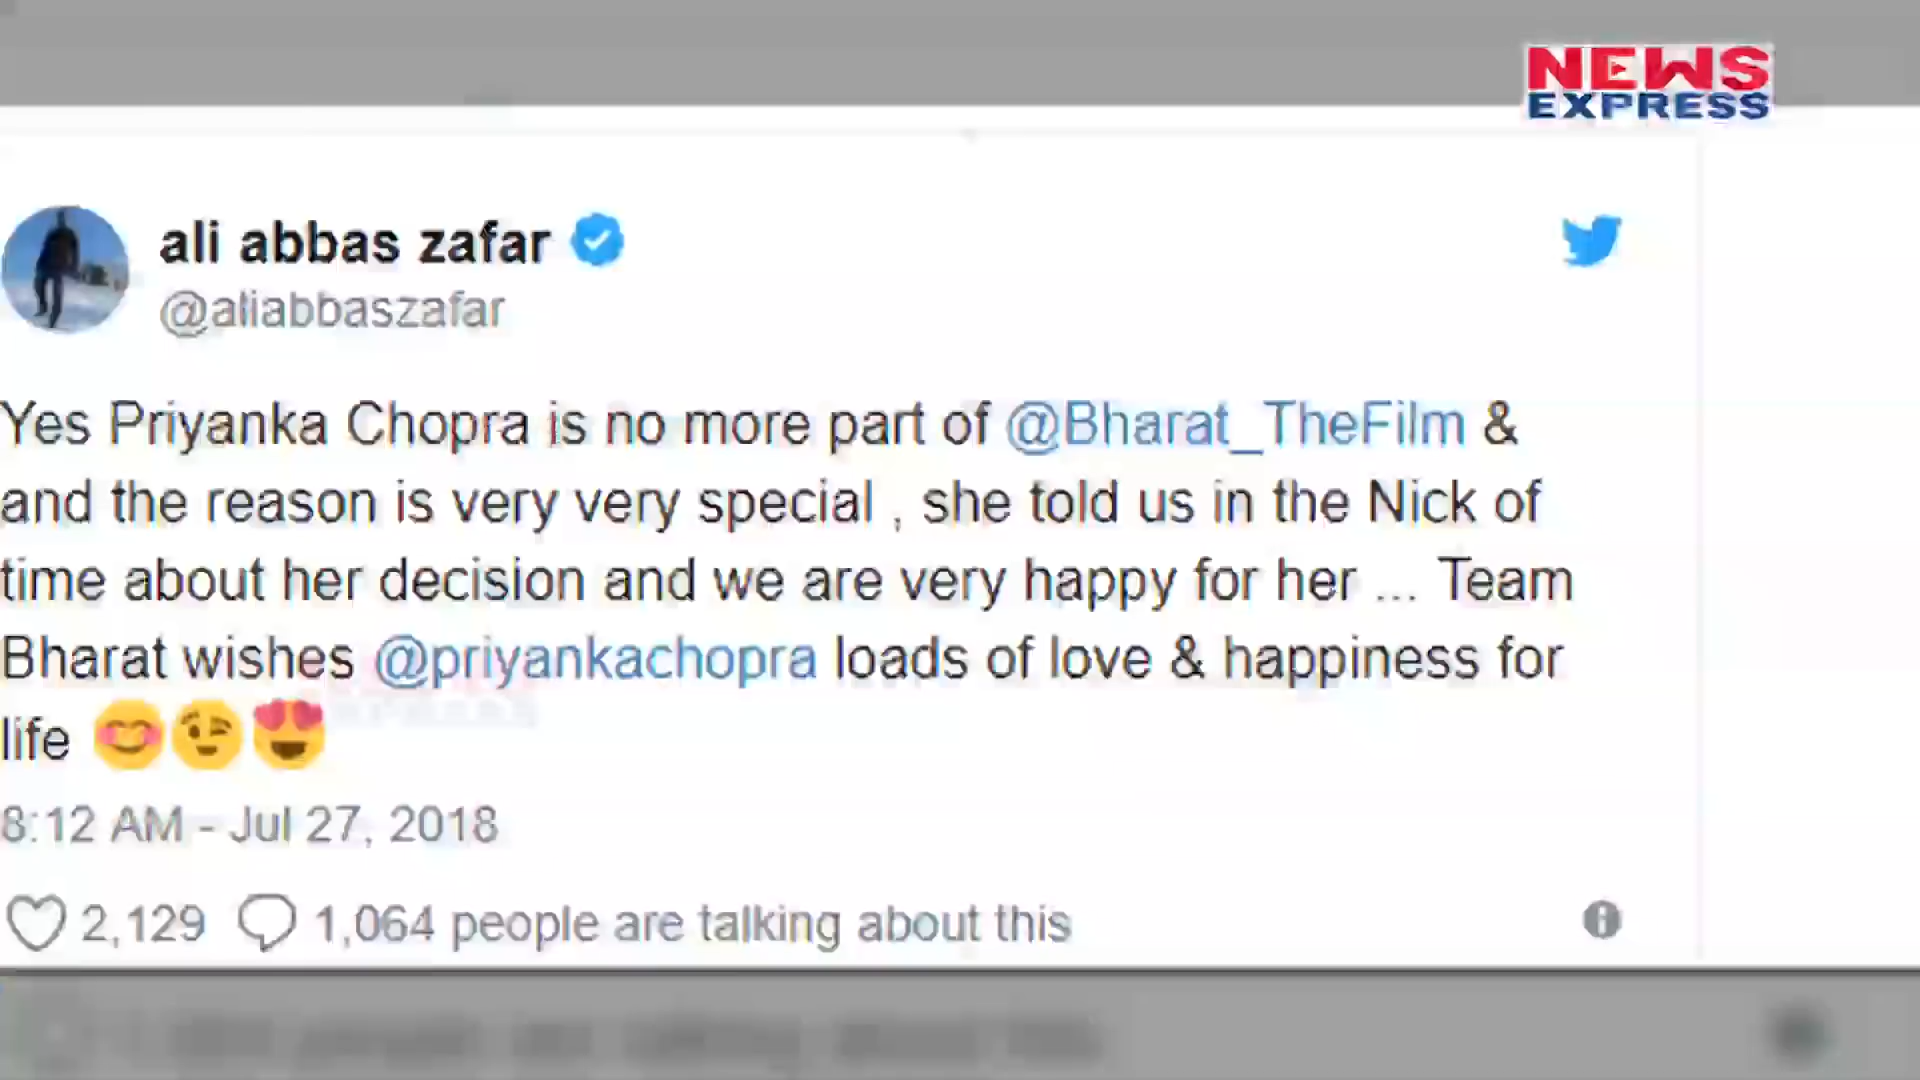 NEWS
EXPRESS
ali abbas zafar
@aliabbaszafar
Yes Priyanka Chopra is no more part of @Bharat_TheFilm &
and the reason is very very special , she told us in the Nick of
time about her decision and we are very happy for her ... Team
Bharat wishes @priyankachopra loads of love & happiness for
life 😊😉😍
8:12 AM - Jul 27, 2018
2,129 1,064 people are talking about this